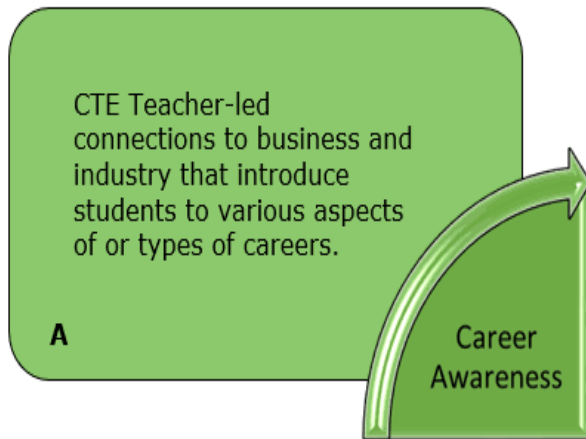 CTE Teacher-led
connections to business and
industry that introduce
students to various aspects
of or types of careers.
A
Career
Awareness